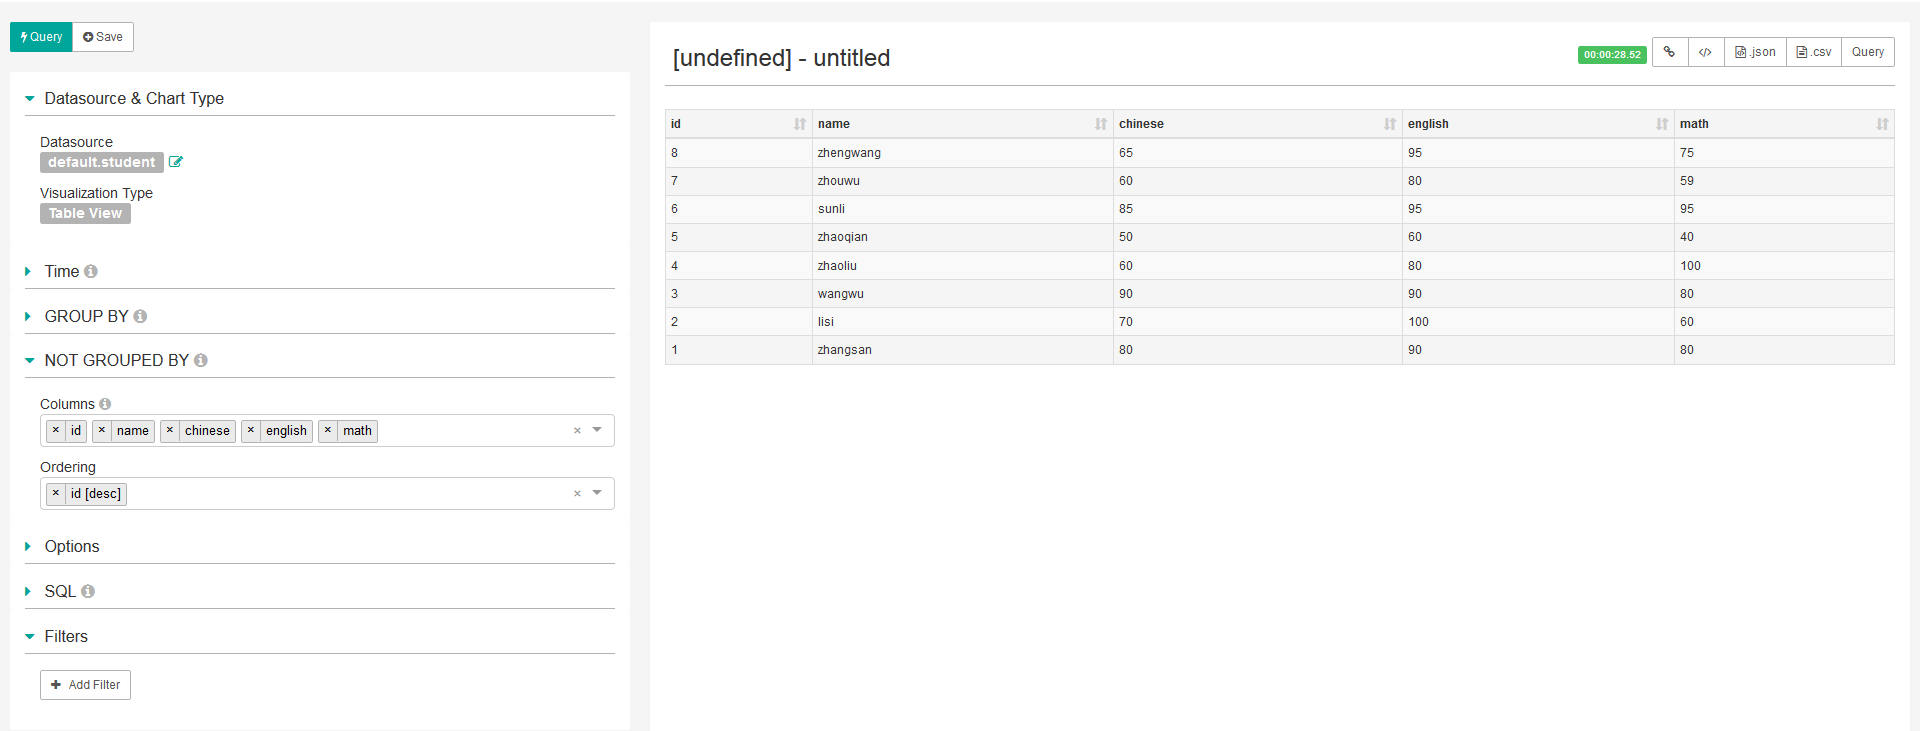 Query Save
Datasource & Chart Type
Datasource
default.student
Visualization Type
Table View
Time
GROUP BY
NOT GROUPED BY
Columns
× id × name × chinese × english × math ×
Ordering
× id [desc] ×
Options
SQL
Filters
Add Filter
[undefined] - untitled
00:00:28.52 </> .json .csv Query
id name chinese english math
8 zhengwang 65 95 75
7 zhouwu 60 80 59
6 sunli 85 95 95
5 zhaoqian 50 60 40
4 zhaoliu 60 80 100
3 wangwu 90 90 80
2 lisi 70 100 60
1 zhangsan 80 90 80